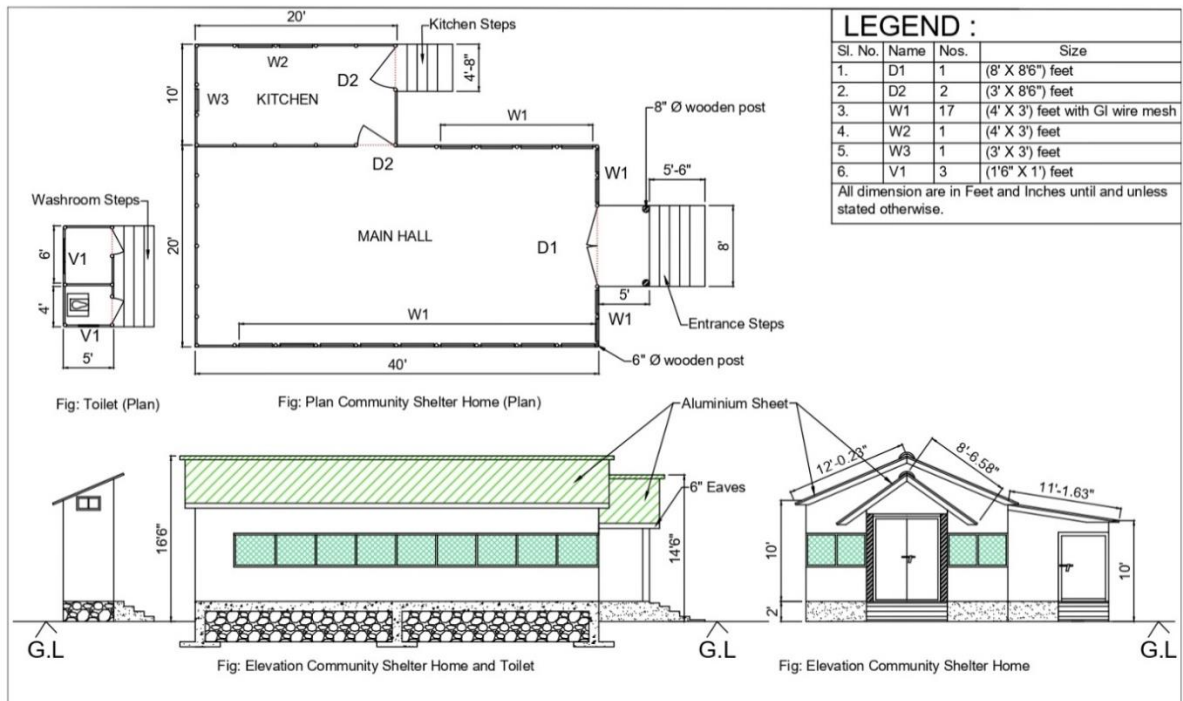 20'
Kitchen Steps
W2
D2
4'-8"
10'
W3
KITCHEN
W1
8" Ø wooden post
D2
5'-6"
W1
Washroom Steps
6'
V1
20'
MAIN HALL
D1
8'
4'
5'
W1
W1
Entrance Steps
V1
5'
40'
6" Ø wooden post
Fig: Toilet (Plan)
Fig: Plan Community Shelter Home (Plan)
LEGEND :
Sl. No. Name Nos. Size
1. D1 1 (8' X 8'6") feet
2. D2 2 (3' X 8'6") feet
3. W1 17 (4' X 3') feet with GI wire mesh
4. W2 1 (4' X 3') feet
5. W3 1 (3' X 3') feet
6. V1 3 (1'6" X 1') feet
All dimension are in Feet and Inches until and unless
stated otherwise.
Aluminium Sheet
12'-0.23"
8'-6.58"
11'-1.63"
6" Eaves
16'6"
14'6"
10'
10'
2'
G.L
G.L
G.L
Fig: Elevation Community Shelter Home and Toilet
Fig: Elevation Community Shelter Home